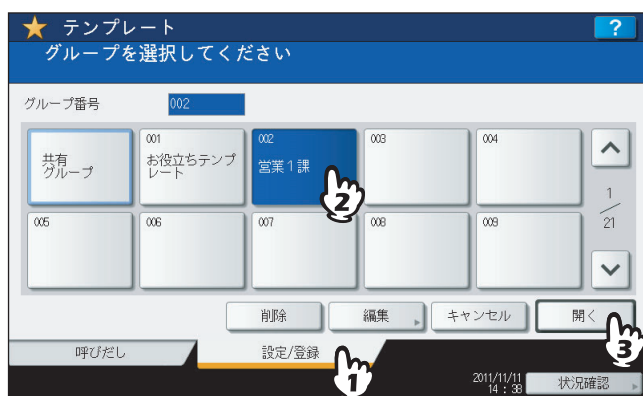 テンプレート
?
グループを選択してください
グループ番号 002
共有
グループ
001
お役立ちテンプ
レート
002
営業1課
003
004
1
21
005
006
007
008
009
削除
編集
キャンセル
開く
呼びだし
設定/登録
2011/11/11
14:38
状況確認
1
2
3